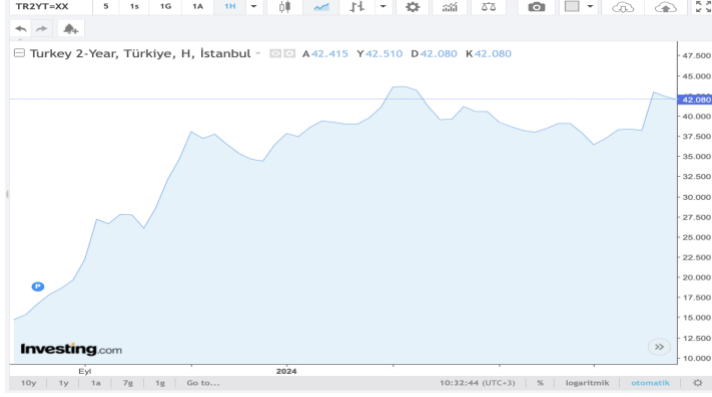 TR2YT=XX 5 1s 1G 1A 1H
Turkey 2-Year, Türkiye, H, İstanbul A42.415 Y42.510 D42.080 K42.080
47.500
45.000
42.080
40.000
37.500
35.000
32.500
30.000
27.500
25.000
22.500
20.000
17.500
15.000
12.500
10.000
P
Investing.com
Eyl 2024
10y 1y 1a 7g 1g Go to... 10:32:44 (UTC+3) % logaritmik otomatik